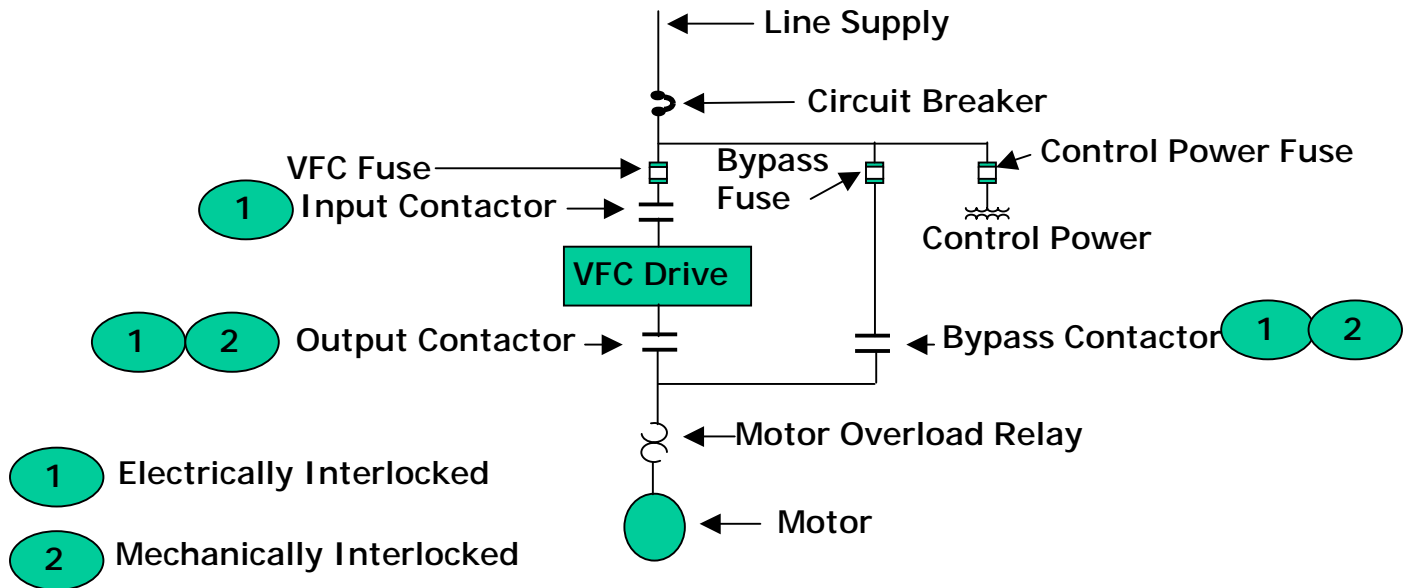 Line Supply
Circuit Breaker
VFC Fuse
Bypass
Fuse
Control Power Fuse
1
Input Contactor
Control Power
VFC Drive
1 2
Output Contactor
Bypass Contactor
1 2
Motor Overload Relay
1
Electrically Interlocked
Motor
2
Mechanically Interlocked